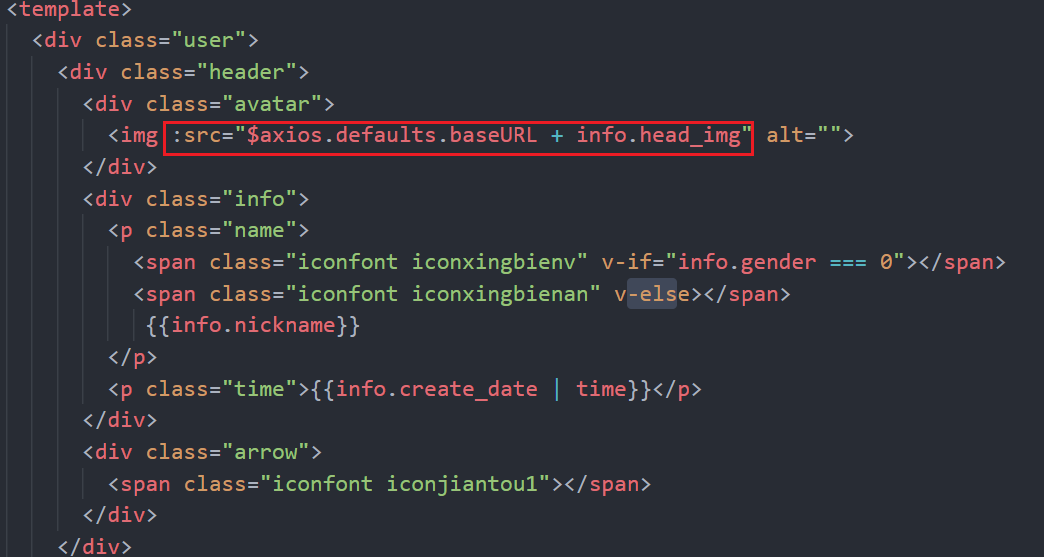 <template>
<div class="user">
<div class="header">
<div class="avatar">
<img :src="$axios.defaults.baseURL + info.head_img" alt="">
</div>
<div class="info">
<p class="name">
<span class="iconfont iconxingbienv" v-if="info.gender === 0"></span>
<span class="iconfont iconxingbienan" v-else></span>
{{info.nickname}}
</p>
<p class="time">{{info.create_date | time}}</p>
</div>
<div class="arrow">
<span class="iconfont iconjiantou1"></span>
</div>
</div>